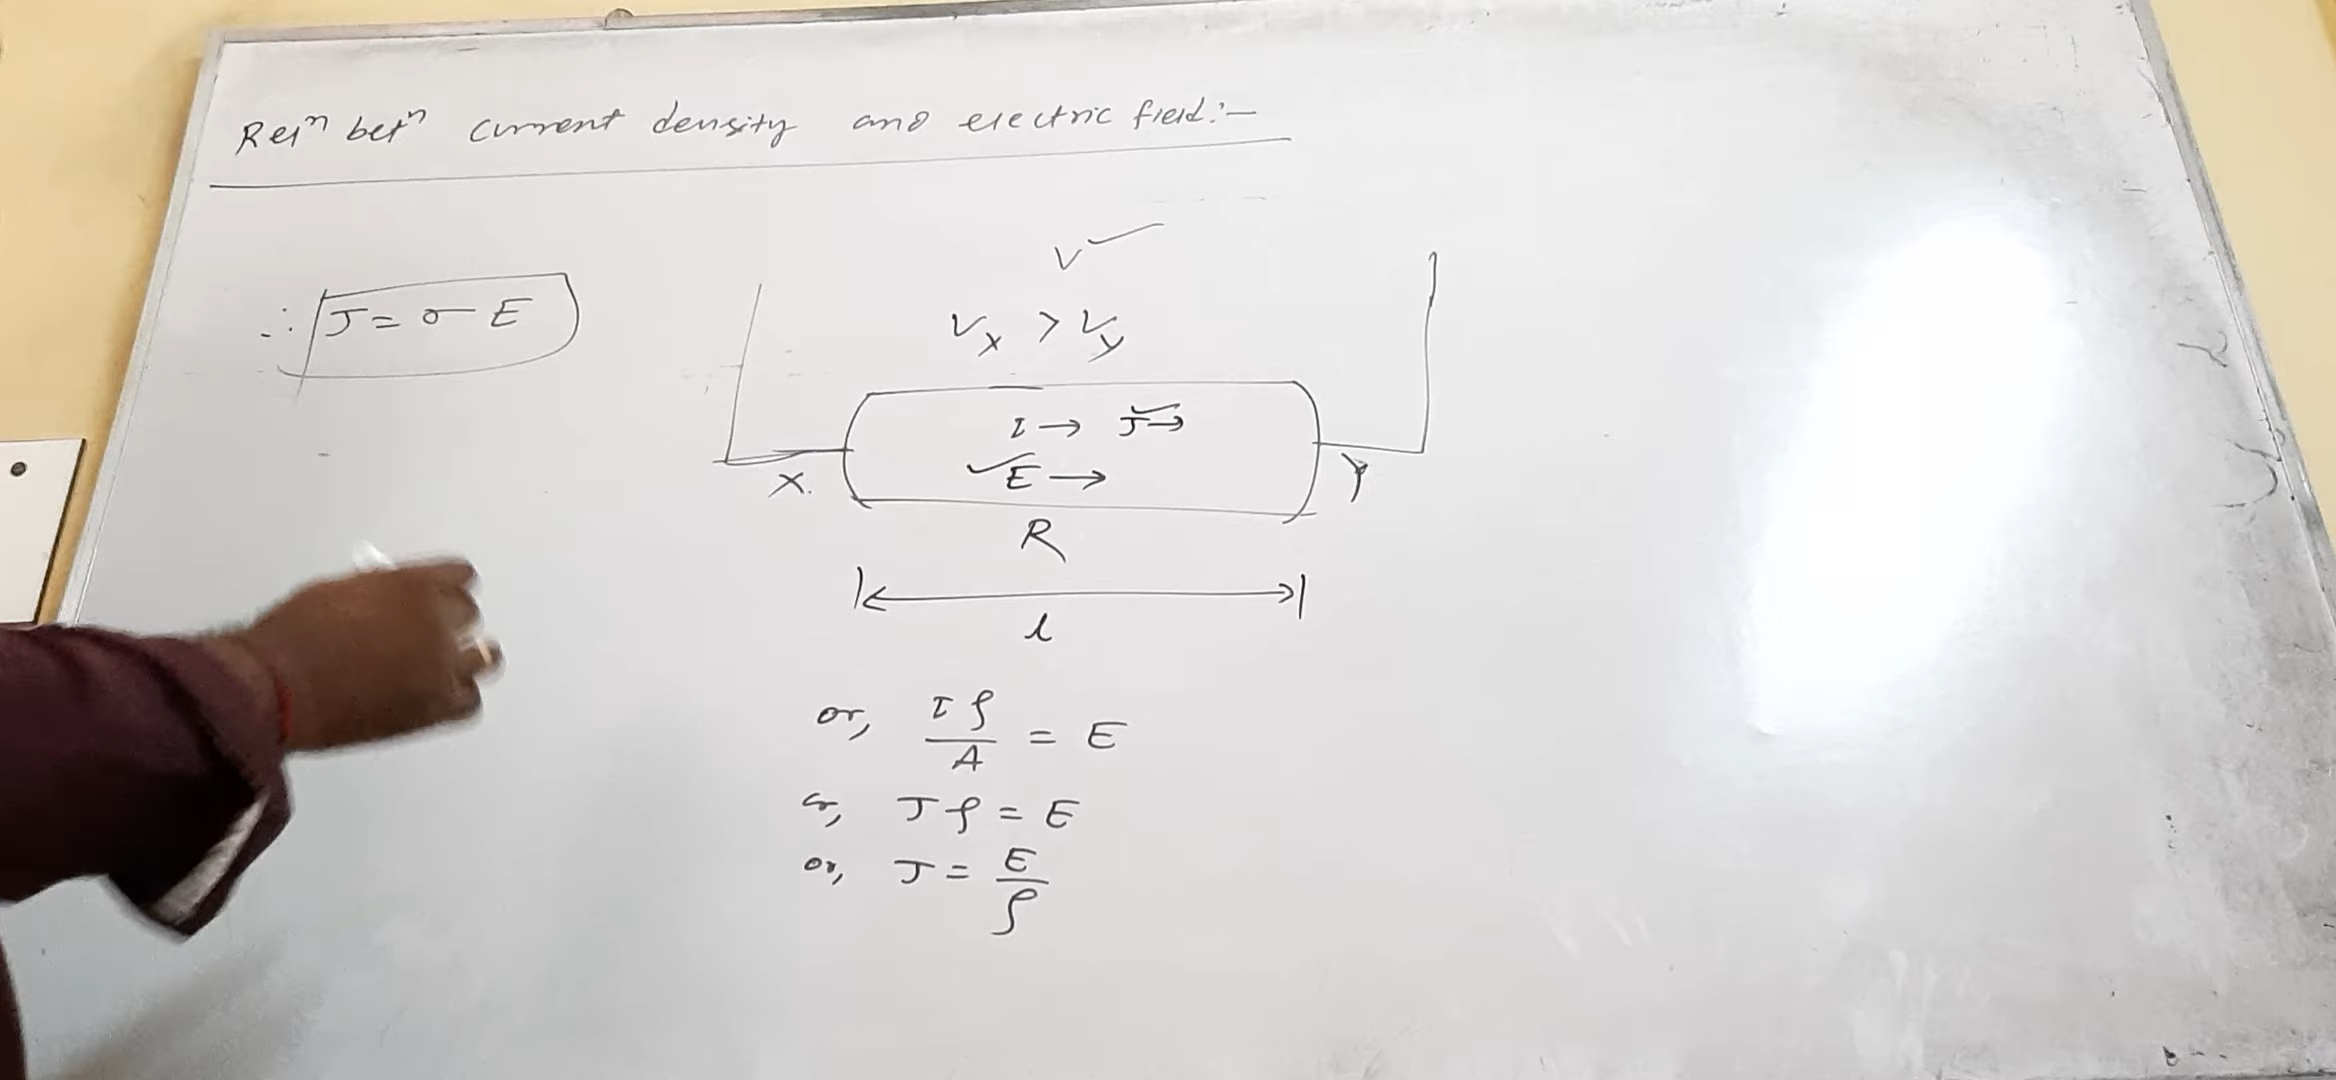 Relⁿ betⁿ current density and electric field:-
∴ J = σ E
V
Vx > Vy
I → J →
E →
X.
Y
R
l
or, Iρ/A = E
or, Jρ = E
or, J = E/ρ